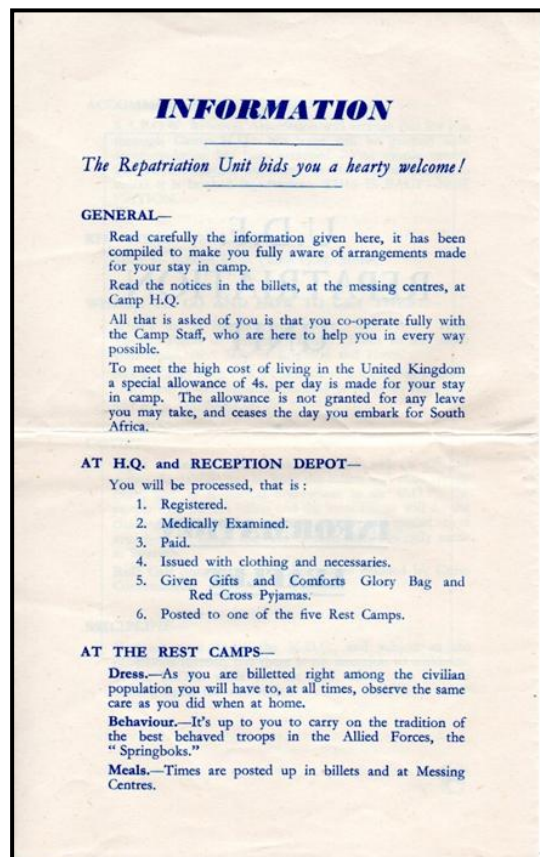 INFORMATION
The Repatriation Unit bids you a hearty welcome!
GENERAL—
Read carefully the information given here, it has been
compiled to make you fully aware of arrangements made
for your stay in camp.
Read the notices in the billets, at the messing centres, at
Camp H.Q.
All that is asked of you is that you co-operate fully with
the Camp Staff, who are here to help you in every way
possible.
To meet the high cost of living in the United Kingdom
a special allowance of 4s. per day is made for your stay
in camp. The allowance is not granted for any leave
you may take, and ceases the day you embark for South
Africa.
AT H.Q. and RECEPTION DEPOT—
You will be processed, that is :
1. Registered.
2. Medically Examined.
3. Paid.
4. Issued with clothing and necessaries.
5. Given Gifts and Comforts Glory Bag and
Red Cross Pyjamas.
6. Posted to one of the five Rest Camps.
AT THE REST CAMPS—
Dress.—As you are billetted right among the civilian
population you will have to, at all times, observe the same
care as you did when at home.
Behaviour.—It's up to you to carry on the tradition of
the best behaved troops in the Allied Forces, the
" Springboks."
Meals.—Times are posted up in billets and at Messing
Centres.